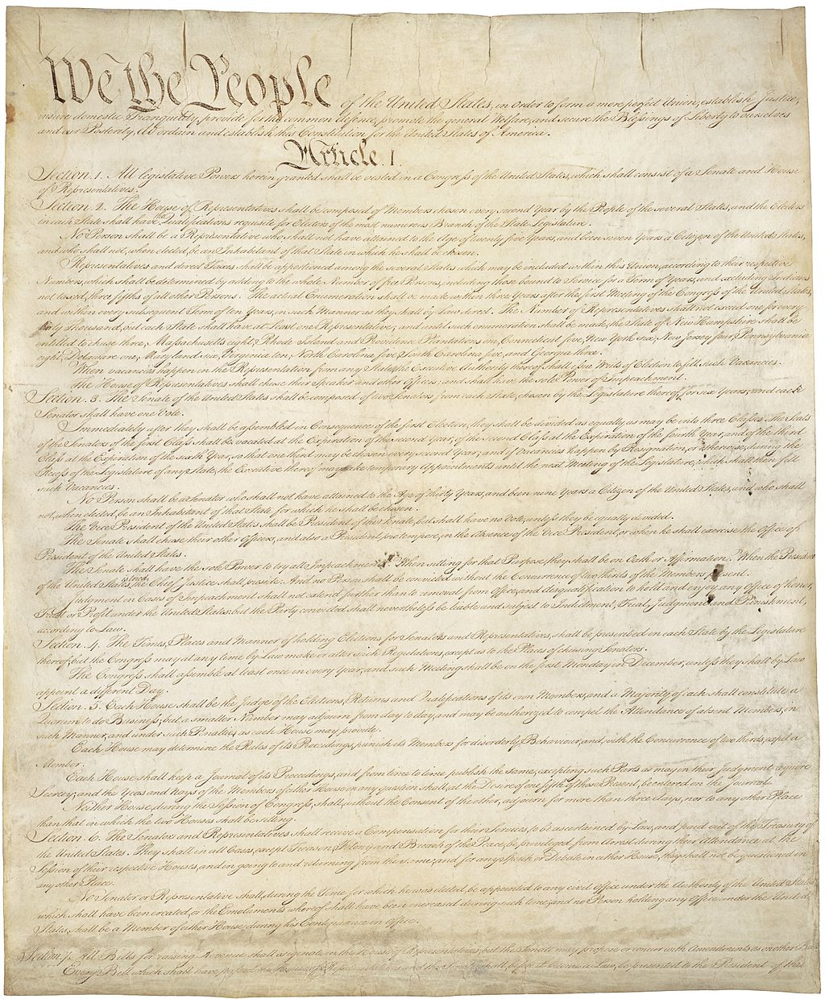 We the People of the United States, in Order to form a more perfect Union, establish Justice,
insure domestic Tranquility, provide for the common defence, promote the general Welfare, and secure the Blessings of Liberty to ourselves
and our Posterity, do ordain and establish this Constitution for the United States of America.
Article. I.
Section. 1. All legislative Powers herein granted shall be vested in a Congress of the United States, which shall consist of a Senate and House
of Representatives.
Section. 2. The House of Representatives shall be composed of Members chosen every second Year by the People of the several States, and the Electors
in each State shall have the Qualifications requisite for Electors of the most numerous Branch of the State Legislature.
No Person shall be a Representative who shall not have attained to the Age of twenty five Years, and been seven Years a Citizen of the United States,
and who shall not, when elected, be an Inhabitant of that State in which he shall be chosen.
Representatives and direct Taxes shall be apportioned among the several States which may be included within this Union, according to their respective
Numbers, which shall be determined by adding to the whole Number of free Persons, including those bound to Service for a Term of Years, and excluding Indians
not taxed, three fifths of all other Persons. The actual Enumeration shall be made within three Years after the first Meeting of the Congress of the United States,
and within every subsequent Term of ten Years, in such Manner as they shall by Law direct. The Number of Representatives shall not exceed one for every
thirty Thousand, but each State shall have at Least one Representative; and until such enumeration shall be made, the State of New Hampshire shall be
entitled to chuse three, Massachusetts eight, Rhode Island and Providence Plantations one, Connecticut five, New York six, New Jersey four, Pennsylvania
eight, Delaware one, Maryland six, Virginia ten, North Carolina five, South Carolina five, and Georgia three.
When vacancies happen in the Representation from any State, the Executive Authority thereof shall issue Writs of Election to fill such Vacancies.
The House of Representatives shall chuse their Speaker and other Officers; and shall have the sole Power of Impeachment.
Section. 3. The Senate of the United States shall be composed of two Senators from each State, chosen by the Legislature thereof, for six Years; and each
Senator shall have one Vote.
Immediately after they shall be assembled in Consequence of the first Election, they shall be divided as equally as may be into three Classes. The Seats
of the Senators of the first Class shall be vacated at the Expiration of the second Year, of the second Class at the Expiration of the fourth Year, and of the third
Class at the Expiration of the sixth Year, so that one third may be chosen every second Year; and if Vacancies happen by Resignation, or otherwise, during the
Recess of the Legislature of any State, the Executive thereof may make temporary Appointments until the next Meeting of the Legislature, which shall then fill
such Vacancies.
No Person shall be a Senator who shall not have attained to the Age of thirty Years, and been nine Years a Citizen of the United States, and who shall
not, when elected, be an Inhabitant of that State for which he shall be chosen.
The Vice President of the United States shall be President of the Senate, but shall have no Vote, unless they be equally divided.
The Senate shall chuse their other Officers, and also a President pro tempore, in the Absence of the Vice President, or when he shall exercise the Office of
President of the United States.
The Senate shall have the sole Power to try all Impeachments. When sitting for that Purpose, they shall be on Oath or Affirmation. When the President
of the United States is tried, the Chief Justice shall preside: And no Person shall be convicted without the Concurrence of two thirds of the Members present.
Judgment in Cases of Impeachment shall not extend further than to removal from Office, and disqualification to hold and enjoy any Office of honor,
Trust or Profit under the United States: but the Party convicted shall nevertheless be liable and subject to Indictment, Trial, Judgment and Punishment,
according to Law.
Section. 4. The Times, Places and Manner of holding Elections for Senators and Representatives, shall be prescribed in each State by the Legislature
thereof; but the Congress may at any time by Law make or alter such Regulations, except as to the Places of chusing Senators.
The Congress shall assemble at least once in every Year, and such Meeting shall be on the first Monday in December, unless they shall by Law
appoint a different Day.
Section. 5. Each House shall be the Judge of the Elections, Returns and Qualifications of its own Members, and a Majority of each shall constitute a
Quorum to do Business; but a smaller Number may adjourn from day to day, and may be authorized to compel the Attendance of absent Members, in
such Manner, and under such Penalties as each House may provide.
Each House may determine the Rules of its Proceedings, punish its Members for disorderly Behaviour, and, with the Concurrence of two thirds, expel a
Member.
Each House shall keep a Journal of its Proceedings, and from time to time publish the same, excepting such Parts as may in their Judgment require
Secrecy; and the Yeas and Nays of the Members of either House on any question shall, at the Desire of one fifth of those Present, be entered on the Journal.
Neither House, during the Session of Congress, shall, without the Consent of the other, adjourn for more than three days, nor to any other Place
than that in which the two Houses shall be sitting.
Section. 6. The Senators and Representatives shall receive a Compensation for their Services, to be ascertained by Law, and paid out of the Treasury of
the United States. They shall in all Cases, except Treason, Felony and Breach of the Peace, be privileged from Arrest during their Attendance at the
Session of their respective Houses, and in going to and returning from the same; and for any Speech or Debate in either House, they shall not be questioned in
any other Place.
No Senator or Representative shall, during the Time for which he was elected, be appointed to any civil Office under the Authority of the United States,
which shall have been created, or the Emoluments whereof shall have been encreased during such time; and no Person holding any Office under the United
States, shall be a Member of either House during his Continuance in Office.
Section. 7. All Bills for raising Revenue shall originate in the House of Representatives; but the Senate may propose or concur with Amendments as on other Bills.
Every Bill which shall have passed the House of Representatives and the Senate, shall, before it become a Law, be presented to the President of the